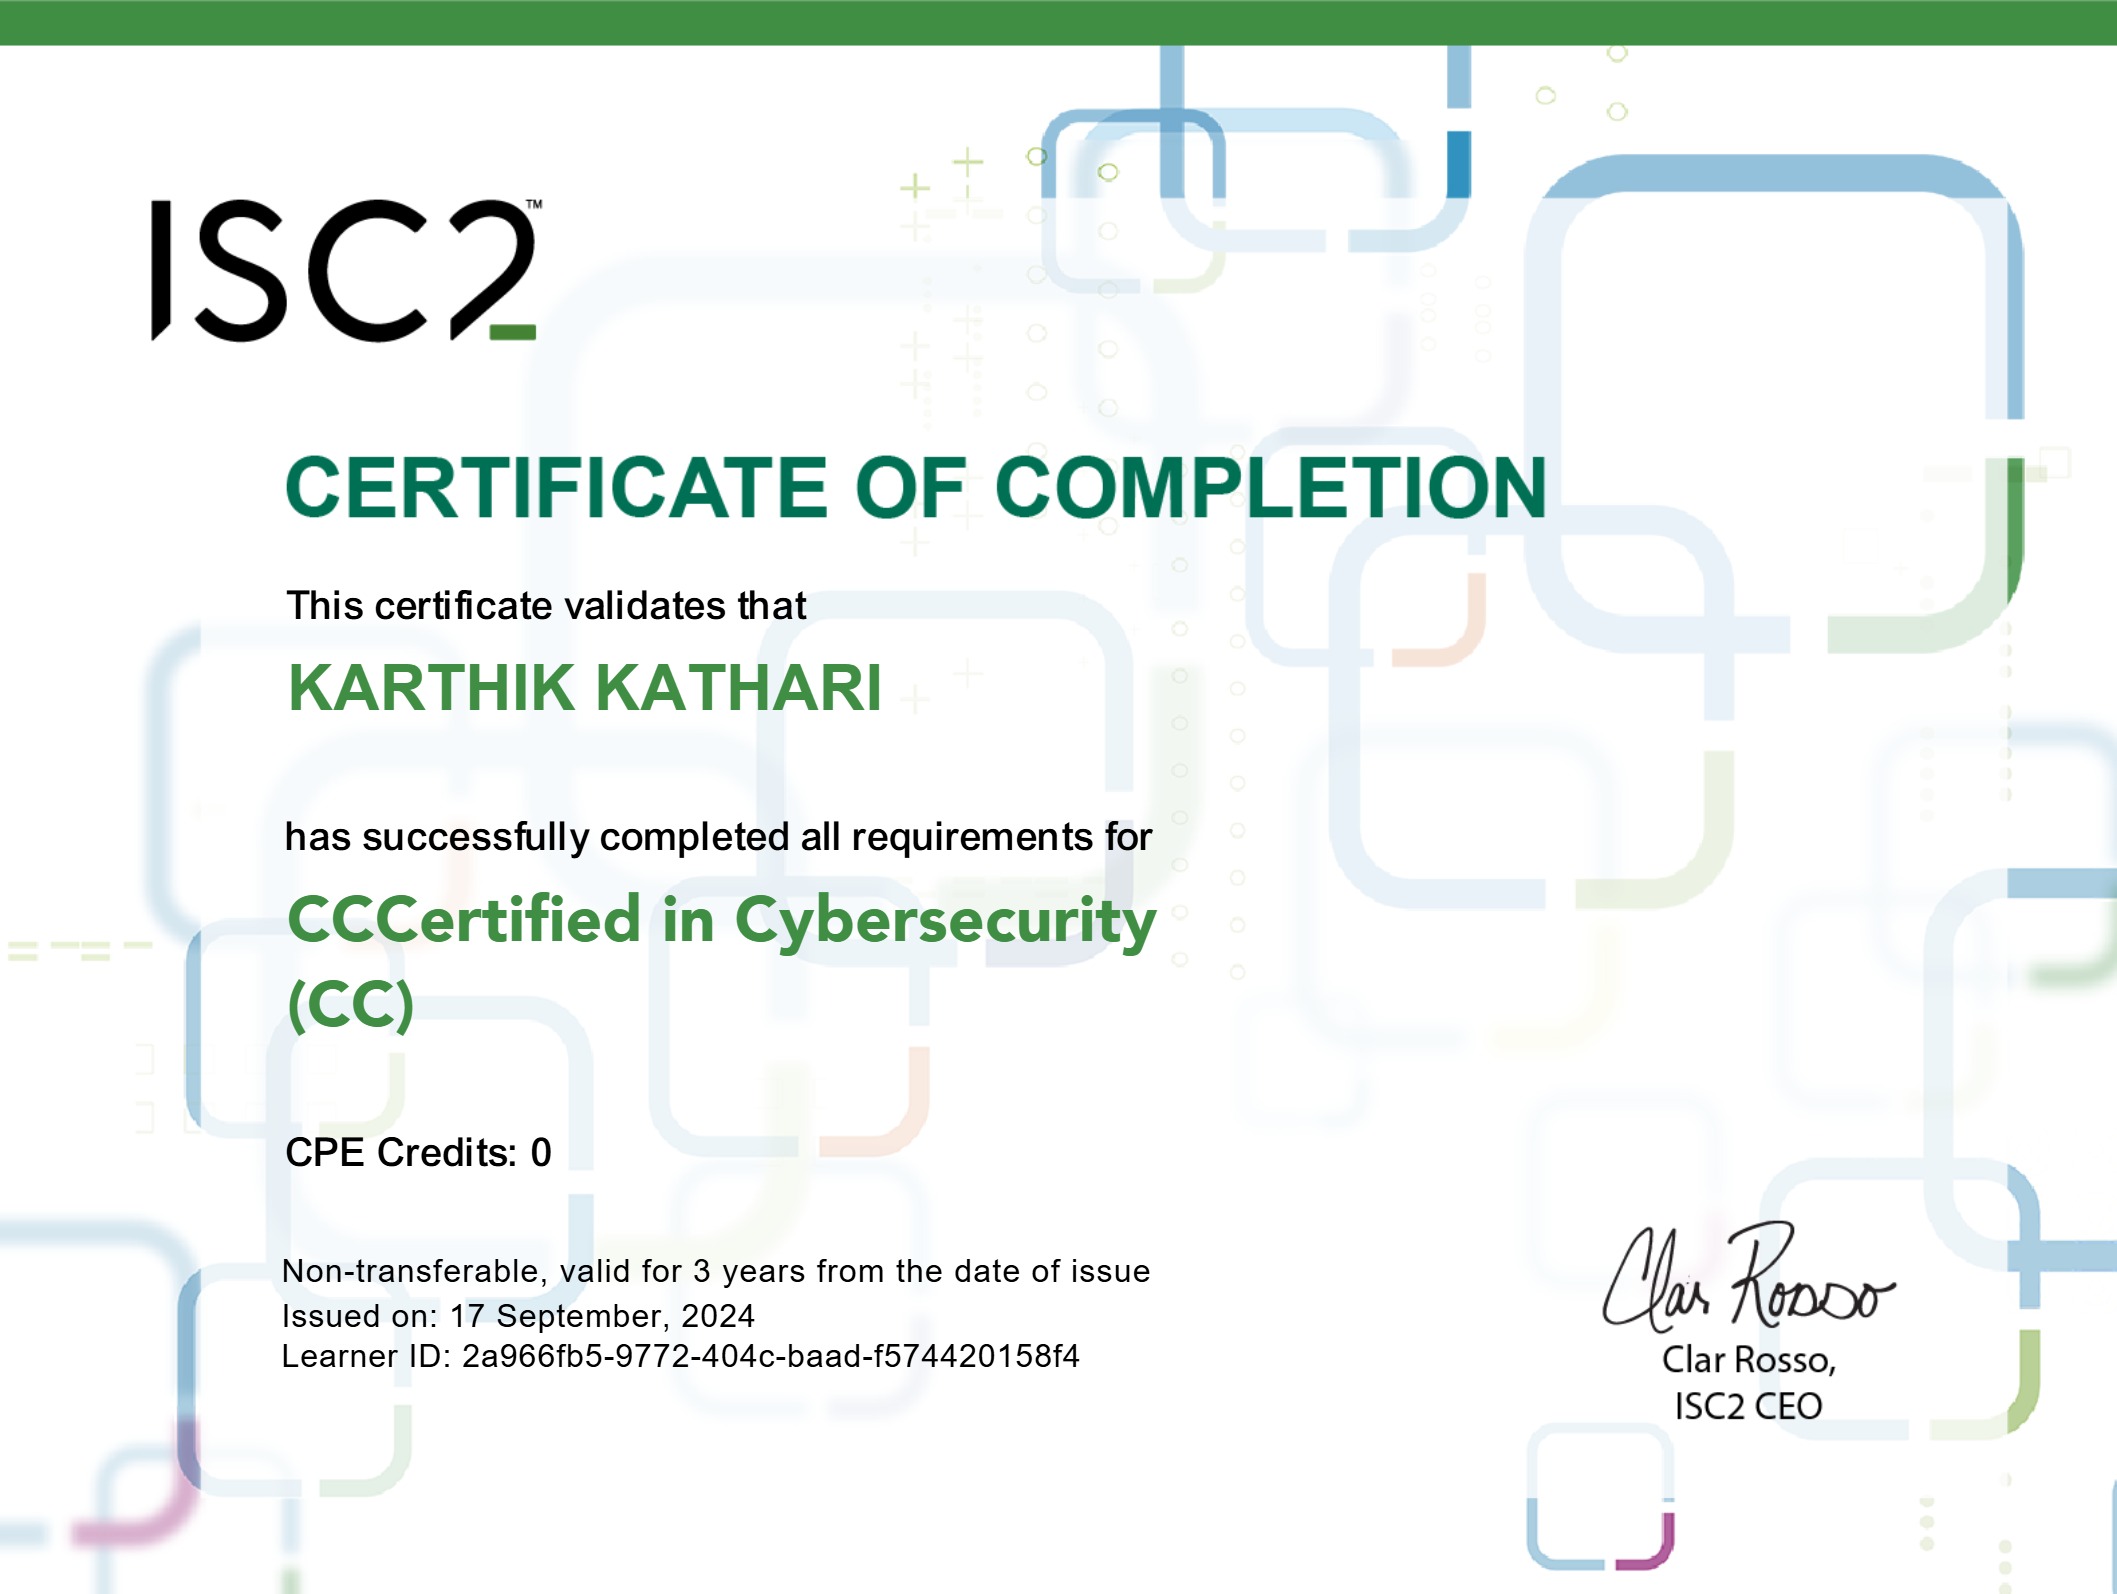 ISC2™
CERTIFICATE OF COMPLETION
This certificate validates that
KARTHIK KATHARI
has successfully completed all requirements for
CCCertified in Cybersecurity
(CC)
CPE Credits: 0
Non-transferable, valid for 3 years from the date of issue
Issued on: 17 September, 2024
Learner ID: 2a966fb5-9772-404c-baad-f574420158f4
Clar Rosso
Clar Rosso,
ISC2 CEO